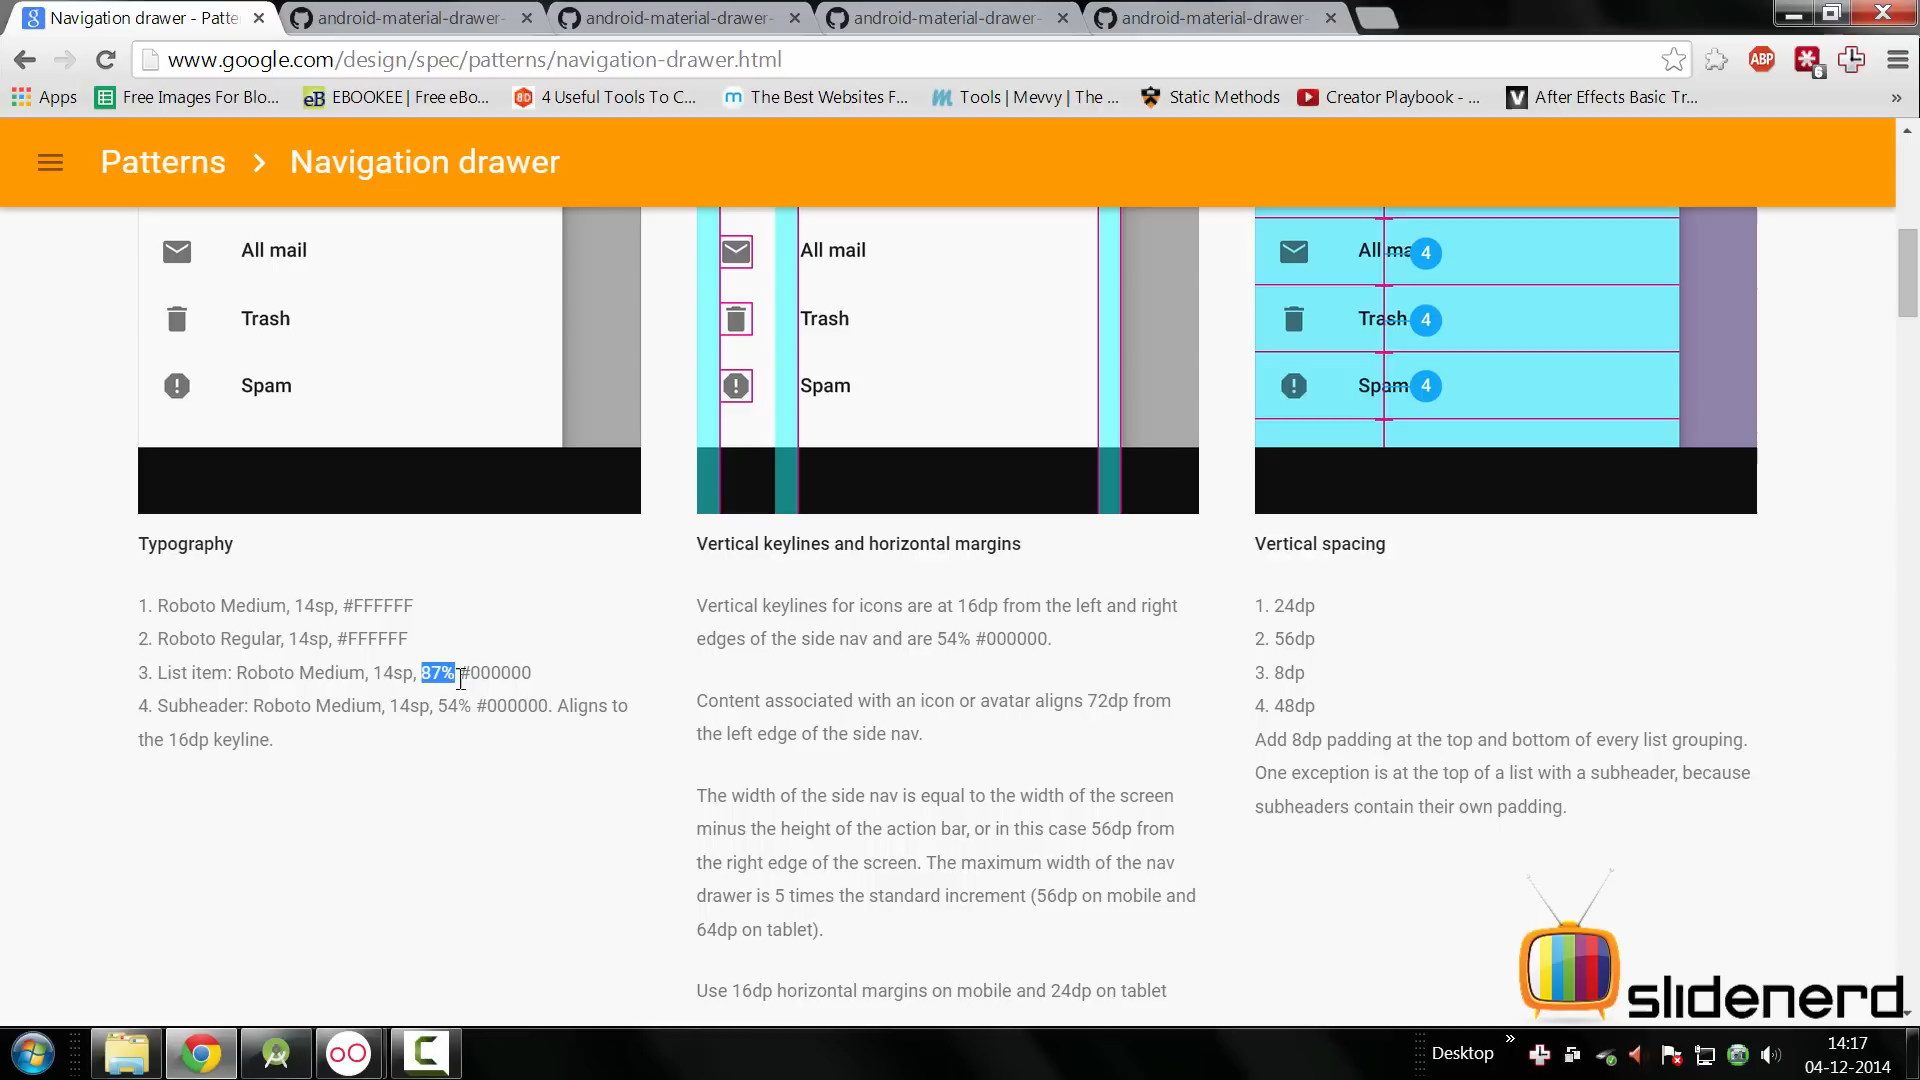 Navigation drawer - Patte
android-material-drawer-
android-material-drawer-
android-material-drawer-
android-material-drawer-
www.google.com/design/spec/patterns/navigation-drawer.html
ABP
6
Apps
Free Images For Blo...
eB
EBOOKEE | Free eBo...
4 Useful Tools To C...
m
The Best Websites F...
Tools | Mevvy | The ...
Static Methods
Creator Playbook - ...
V
After Effects Basic Tr...
»
Patterns > Navigation drawer
All mail
Trash
Spam
All mail
Trash
Spam
All ma
4
Trash
4
Spam
4
Typography
1. Roboto Medium, 14sp, #FFFFFF
2. Roboto Regular, 14sp, #FFFFFF
3. List item: Roboto Medium, 14sp, 87% #000000
4. Subheader: Roboto Medium, 14sp, 54% #000000. Aligns to
the 16dp keyline.
Vertical keylines and horizontal margins
Vertical keylines for icons are at 16dp from the left and right
edges of the side nav and are 54% #000000.
Content associated with an icon or avatar aligns 72dp from
the left edge of the side nav.
The width of the side nav is equal to the width of the screen
minus the height of the action bar, or in this case 56dp from
the right edge of the screen. The maximum width of the nav
drawer is 5 times the standard increment (56dp on mobile and
64dp on tablet).
Use 16dp horizontal margins on mobile and 24dp on tablet
Vertical spacing
1. 24dp
2. 56dp
3. 8dp
4. 48dp
Add 8dp padding at the top and bottom of every list grouping.
One exception is at the top of a list with a subheader, because
subheaders contain their own padding.
slidenerd
Desktop
»
14:17
04-12-2014